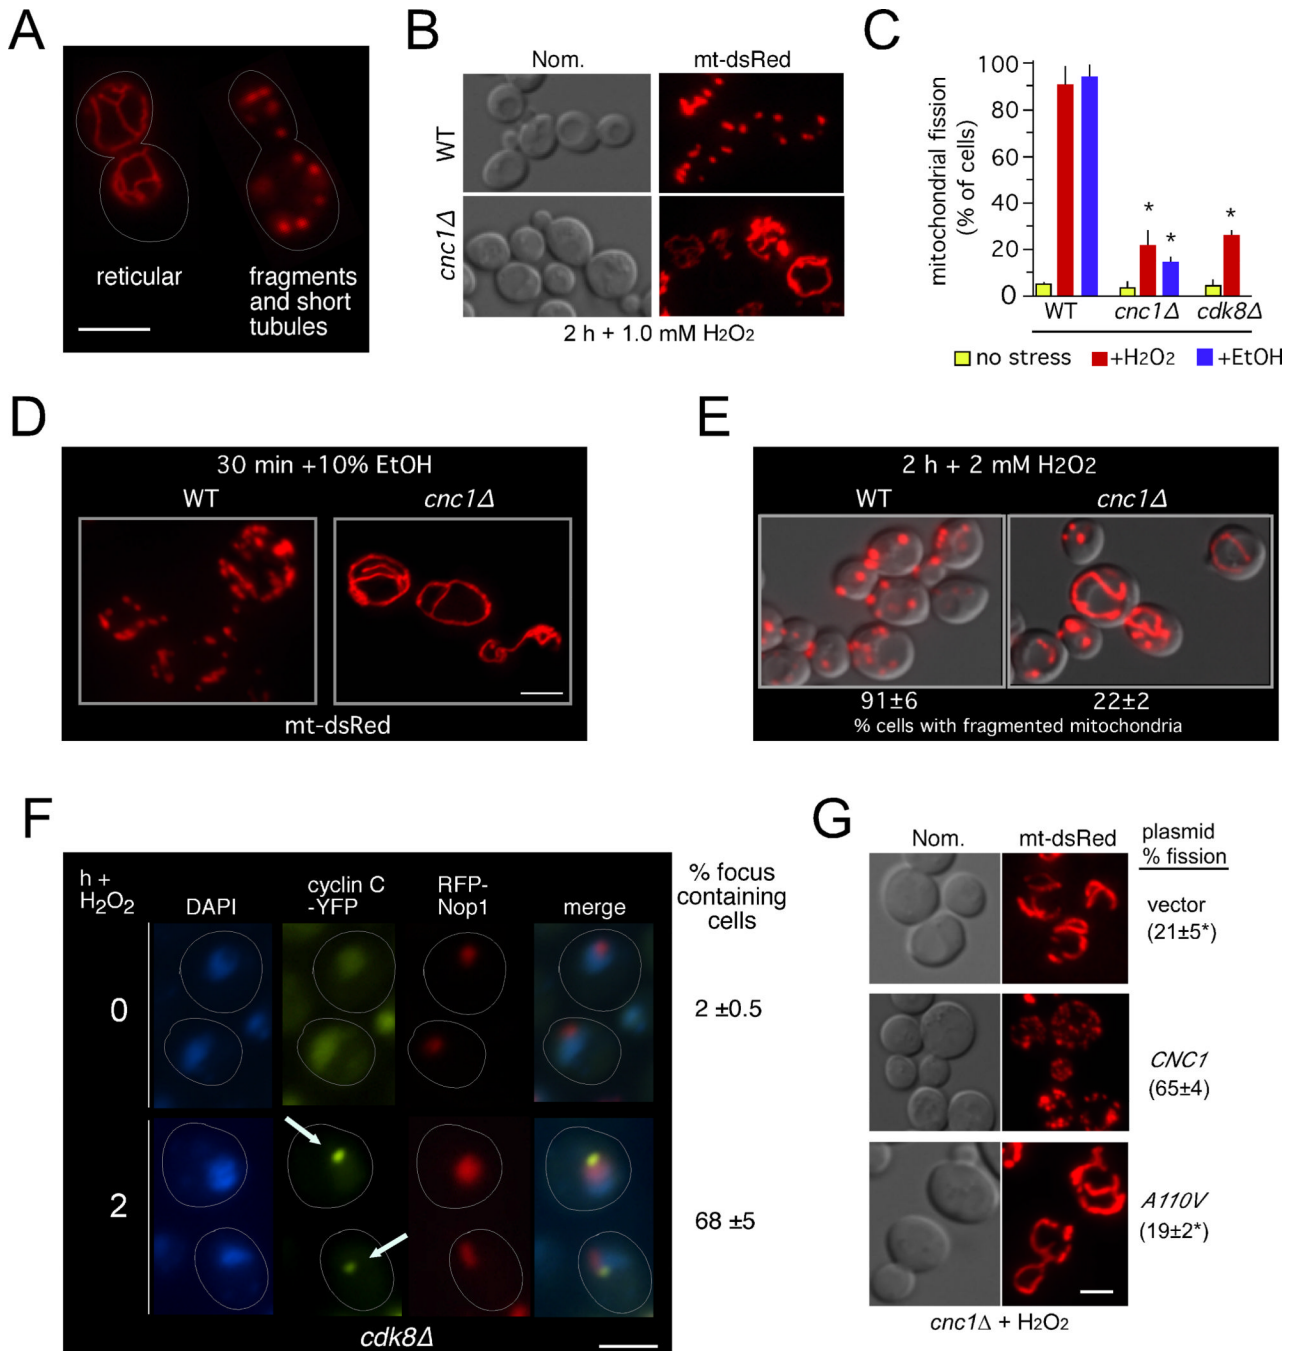 A
reticular
fragments
and short
tubules
B
Nom.
mt-dsRed
WT
cnc1Δ
2 h + 1.0 mM H2O2
C
mitochondrial fission
(% of cells)
100
80
60
40
20
0
*
*
*
WT
cnc1Δ
cdk8Δ
no stress
+H2O2
+EtOH
D
30 min +10% EtOH
WT
cnc1Δ
mt-dsRed
E
2 h + 2 mM H2O2
WT
cnc1Δ
91±6
22±2
% cells with fragmented mitochondria
F
h +
H2O2
DAPI
cyclin C
-YFP
RFP-
Nop1
merge
% focus
containing
cells
0
2 ±0.5
2
68 ±5
cdk8Δ
G
Nom.
mt-dsRed
plasmid
% fission
vector
(21±5*)
CNC1
(65±4)
A110V
(19±2*)
cnc1Δ + H2O2